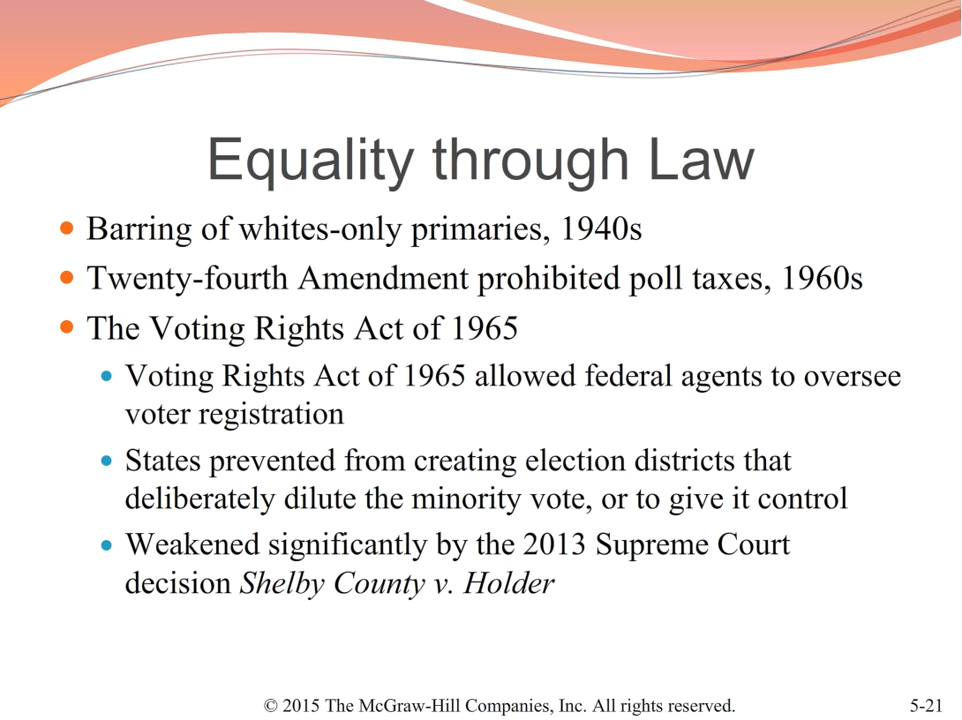 Equality through Law
• Barring of whites-only primaries, 1940s
• Twenty-fourth Amendment prohibited poll taxes, 1960s
• The Voting Rights Act of 1965
• Voting Rights Act of 1965 allowed federal agents to oversee
voter registration
• States prevented from creating election districts that
deliberately dilute the minority vote, or to give it control
• Weakened significantly by the 2013 Supreme Court
decision Shelby County v. Holder
© 2015 The McGraw-Hill Companies, Inc. All rights reserved. 5-21